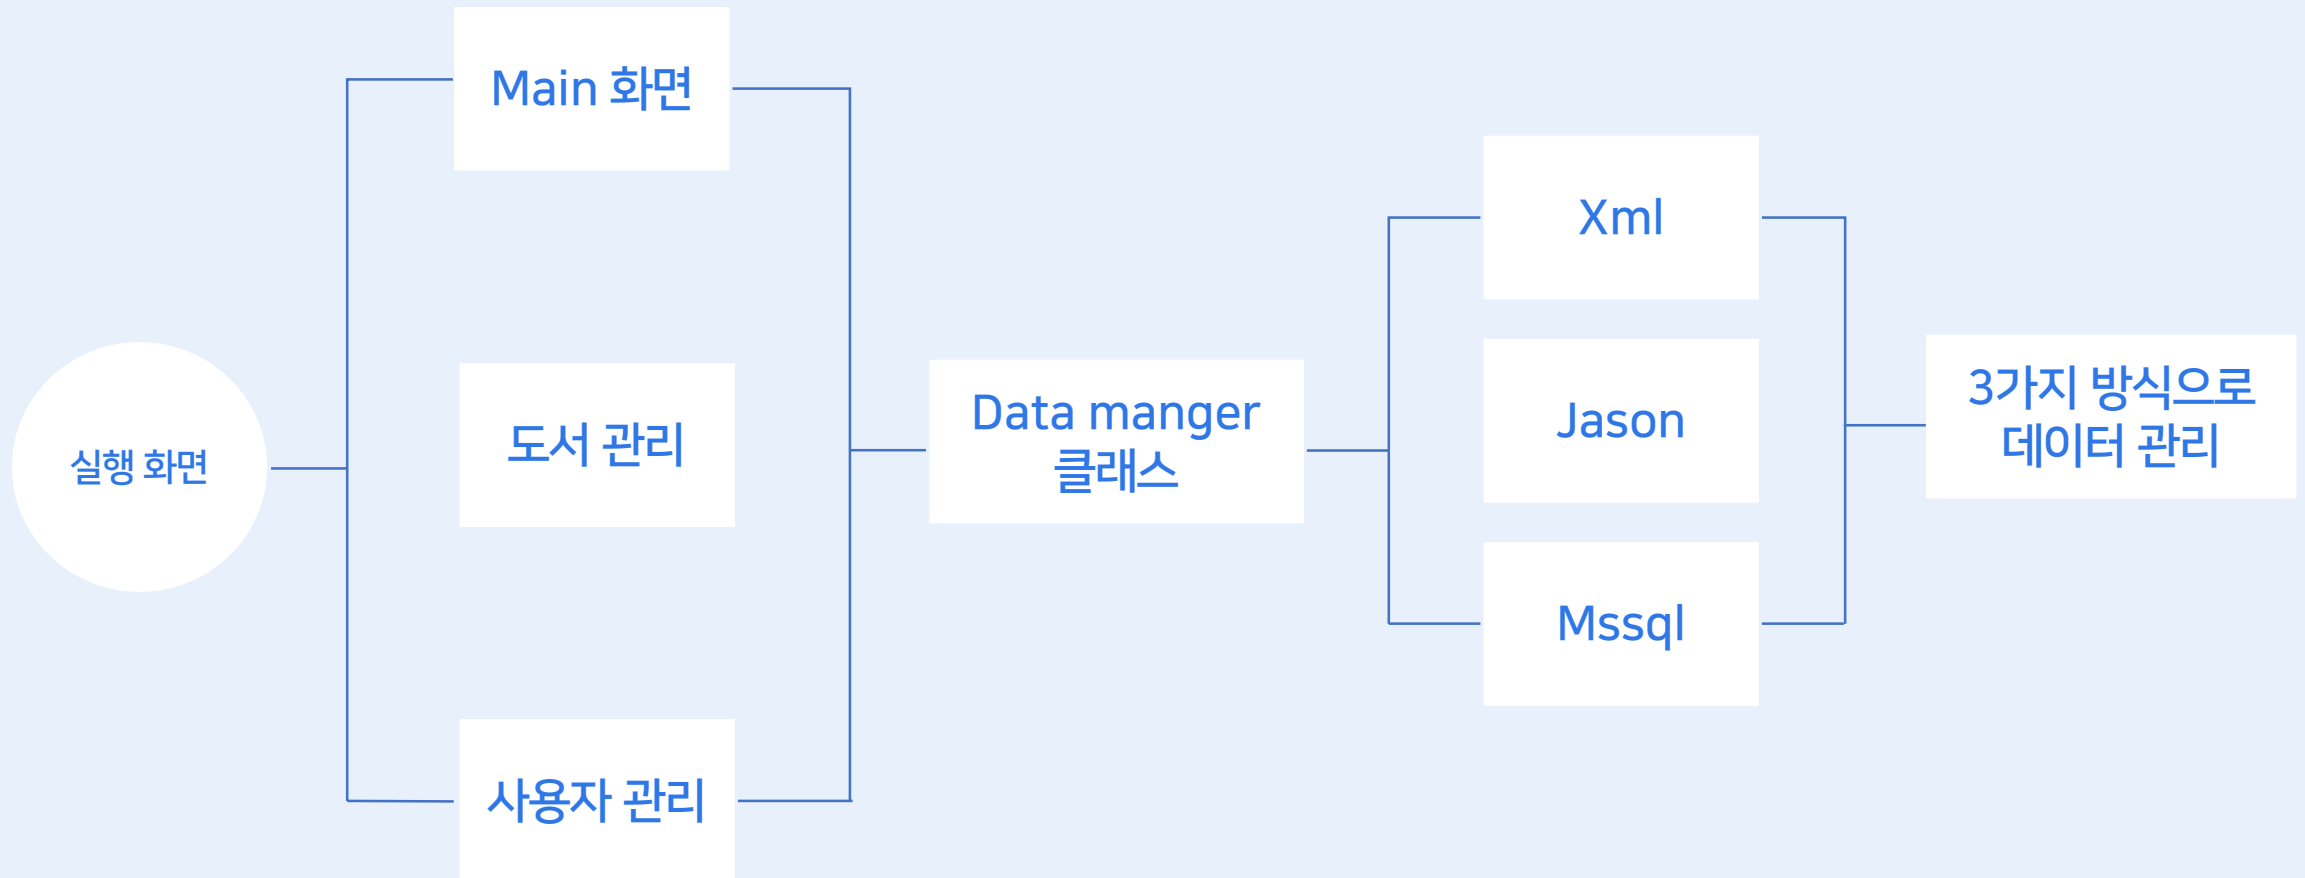 실행 화면
Main 화면
도서 관리
사용자 관리
Data manger
클래스
Xml
Jason
Mssql
3가지 방식으로
데이터 관리